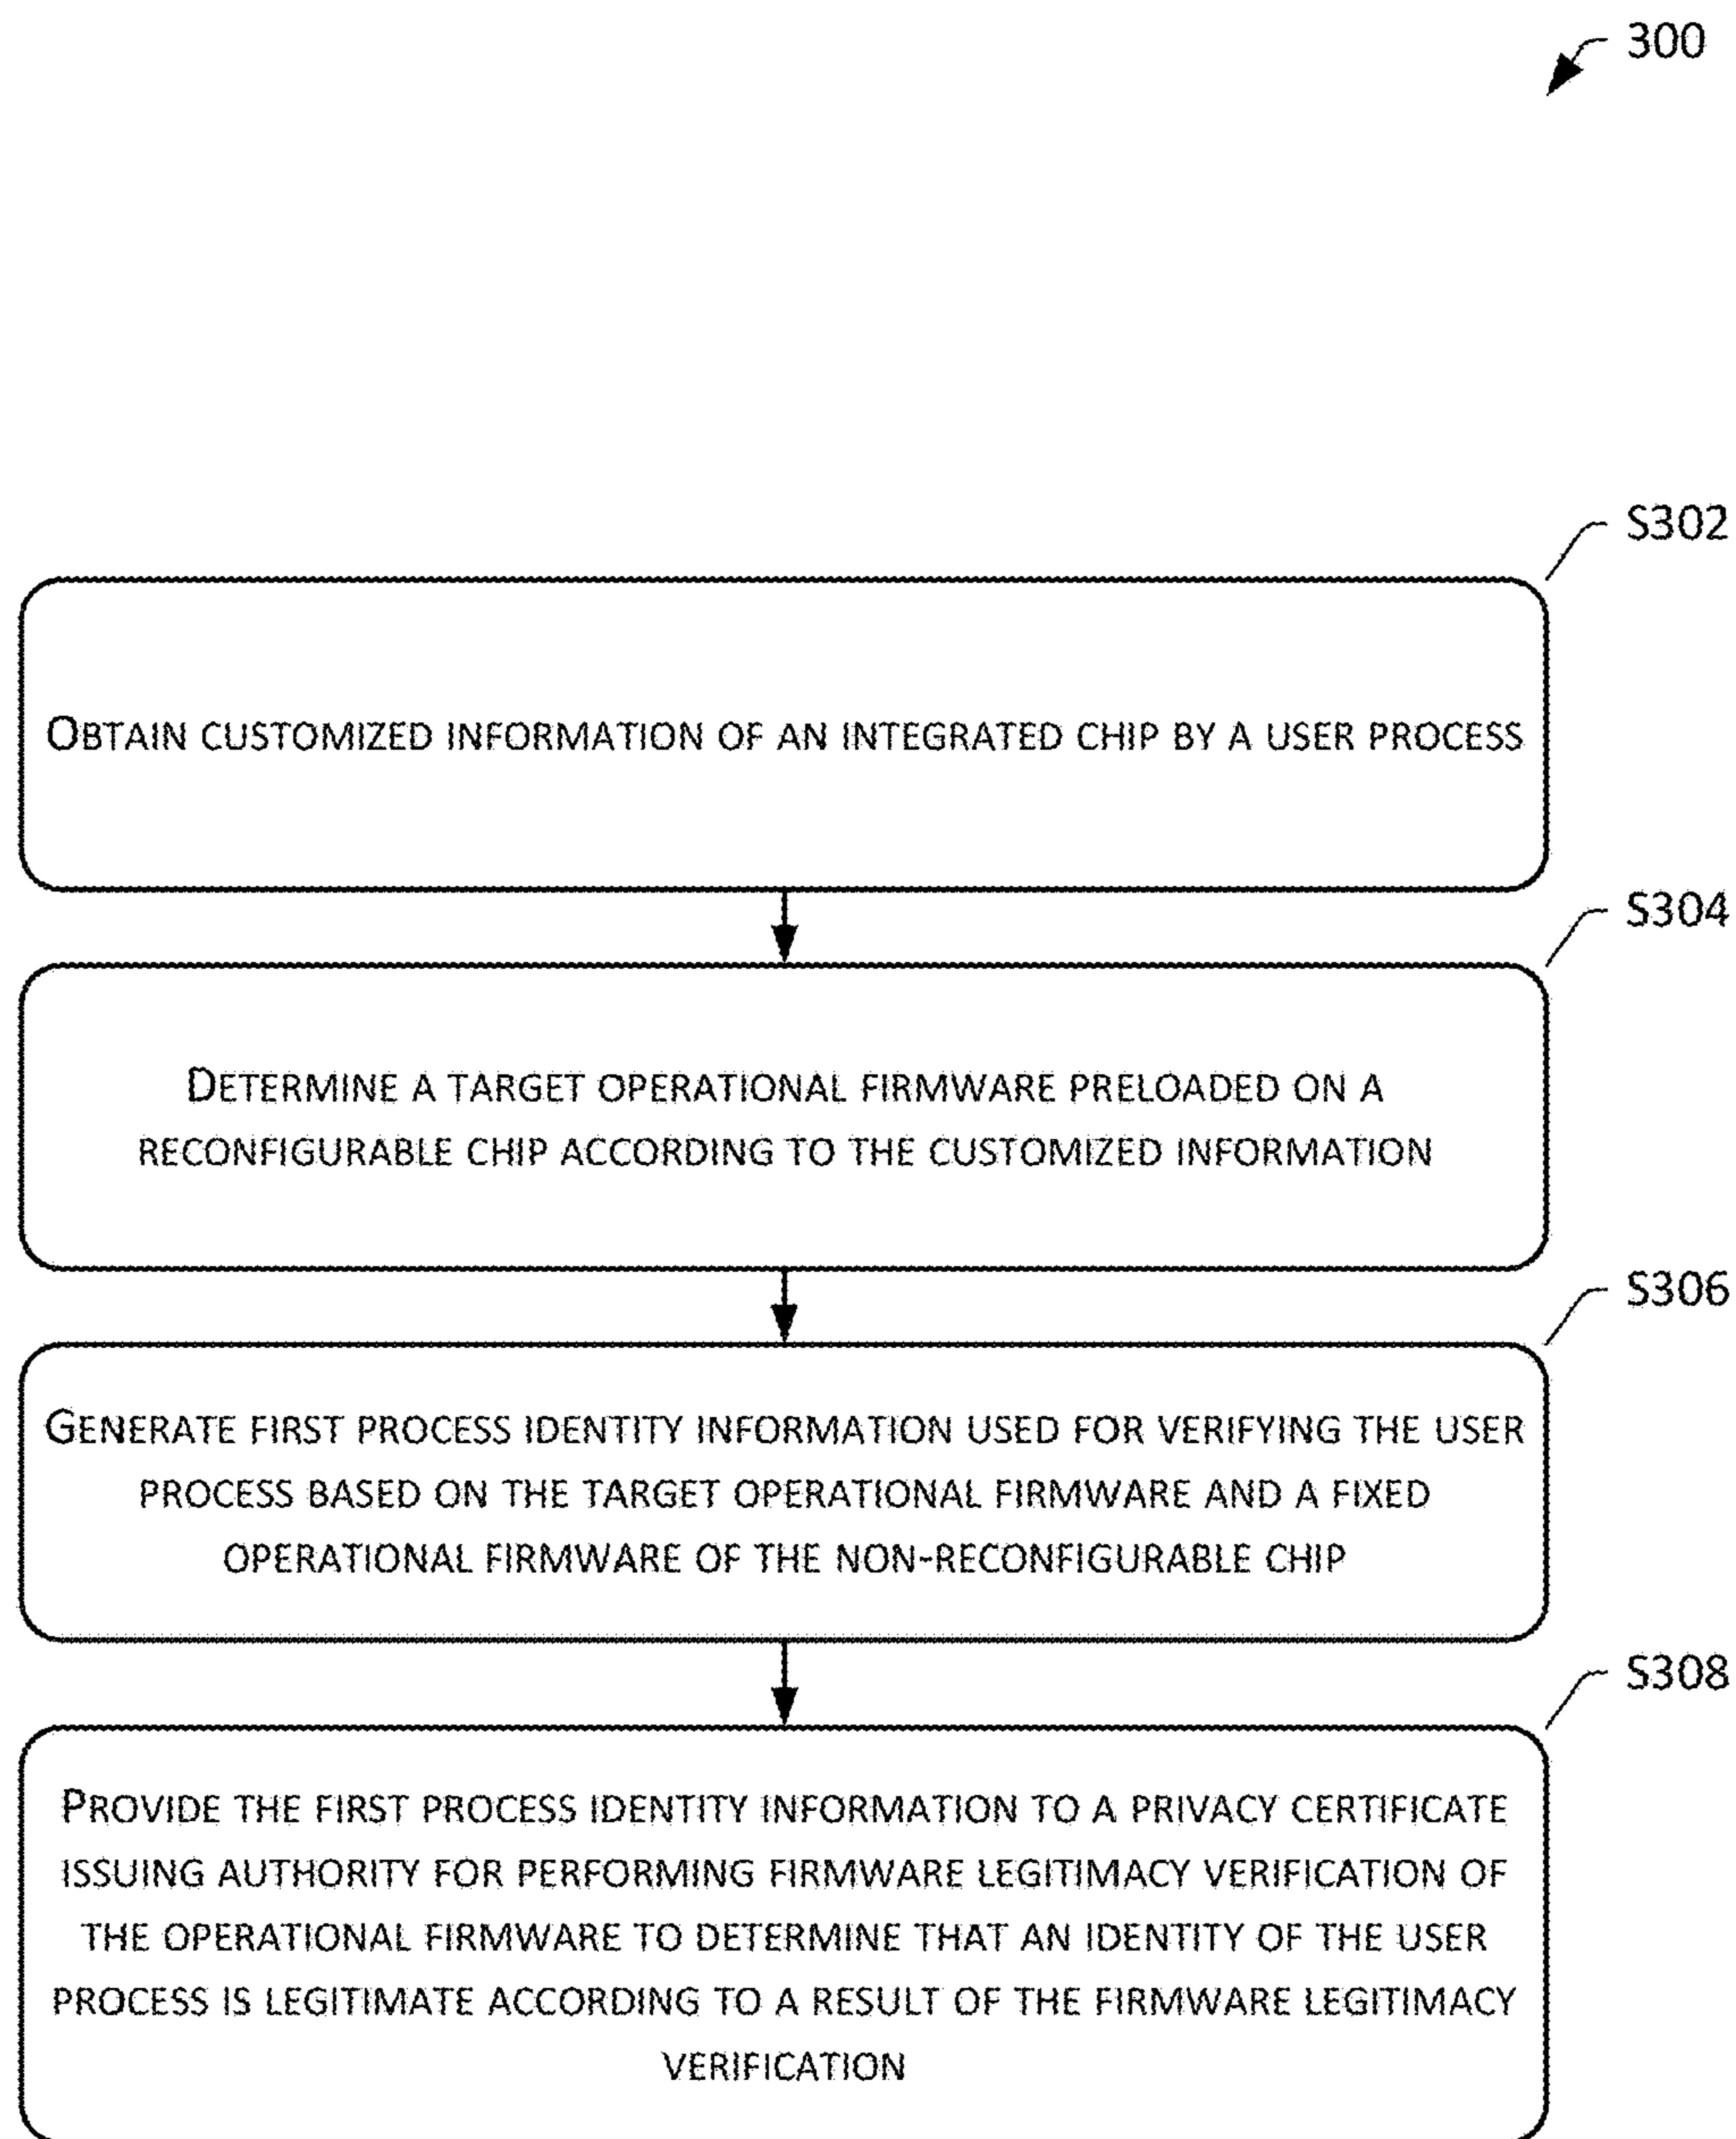 300
S302
OBTAIN CUSTOMIZED INFORMATION OF AN INTEGRATED CHIP BY A USER PROCESS
S304
DETERMINE A TARGET OPERATIONAL FIRMWARE PRELOADED ON A
RECONFIGURABLE CHIP ACCORDING TO THE CUSTOMIZED INFORMATION
S306
GENERATE FIRST PROCESS IDENTITY INFORMATION USED FOR VERIFYING THE USER
PROCESS BASED ON THE TARGET OPERATIONAL FIRMWARE AND A FIXED
OPERATIONAL FIRMWARE OF THE NON-RECONFIGURABLE CHIP
S308
PROVIDE THE FIRST PROCESS IDENTITY INFORMATION TO A PRIVACY CERTIFICATE
ISSUING AUTHORITY FOR PERFORMING FIRMWARE LEGITIMACY VERIFICATION OF
THE OPERATIONAL FIRMWARE TO DETERMINE THAT AN IDENTITY OF THE USER
PROCESS IS LEGITIMATE ACCORDING TO A RESULT OF THE FIRMWARE LEGITIMACY
VERIFICATION